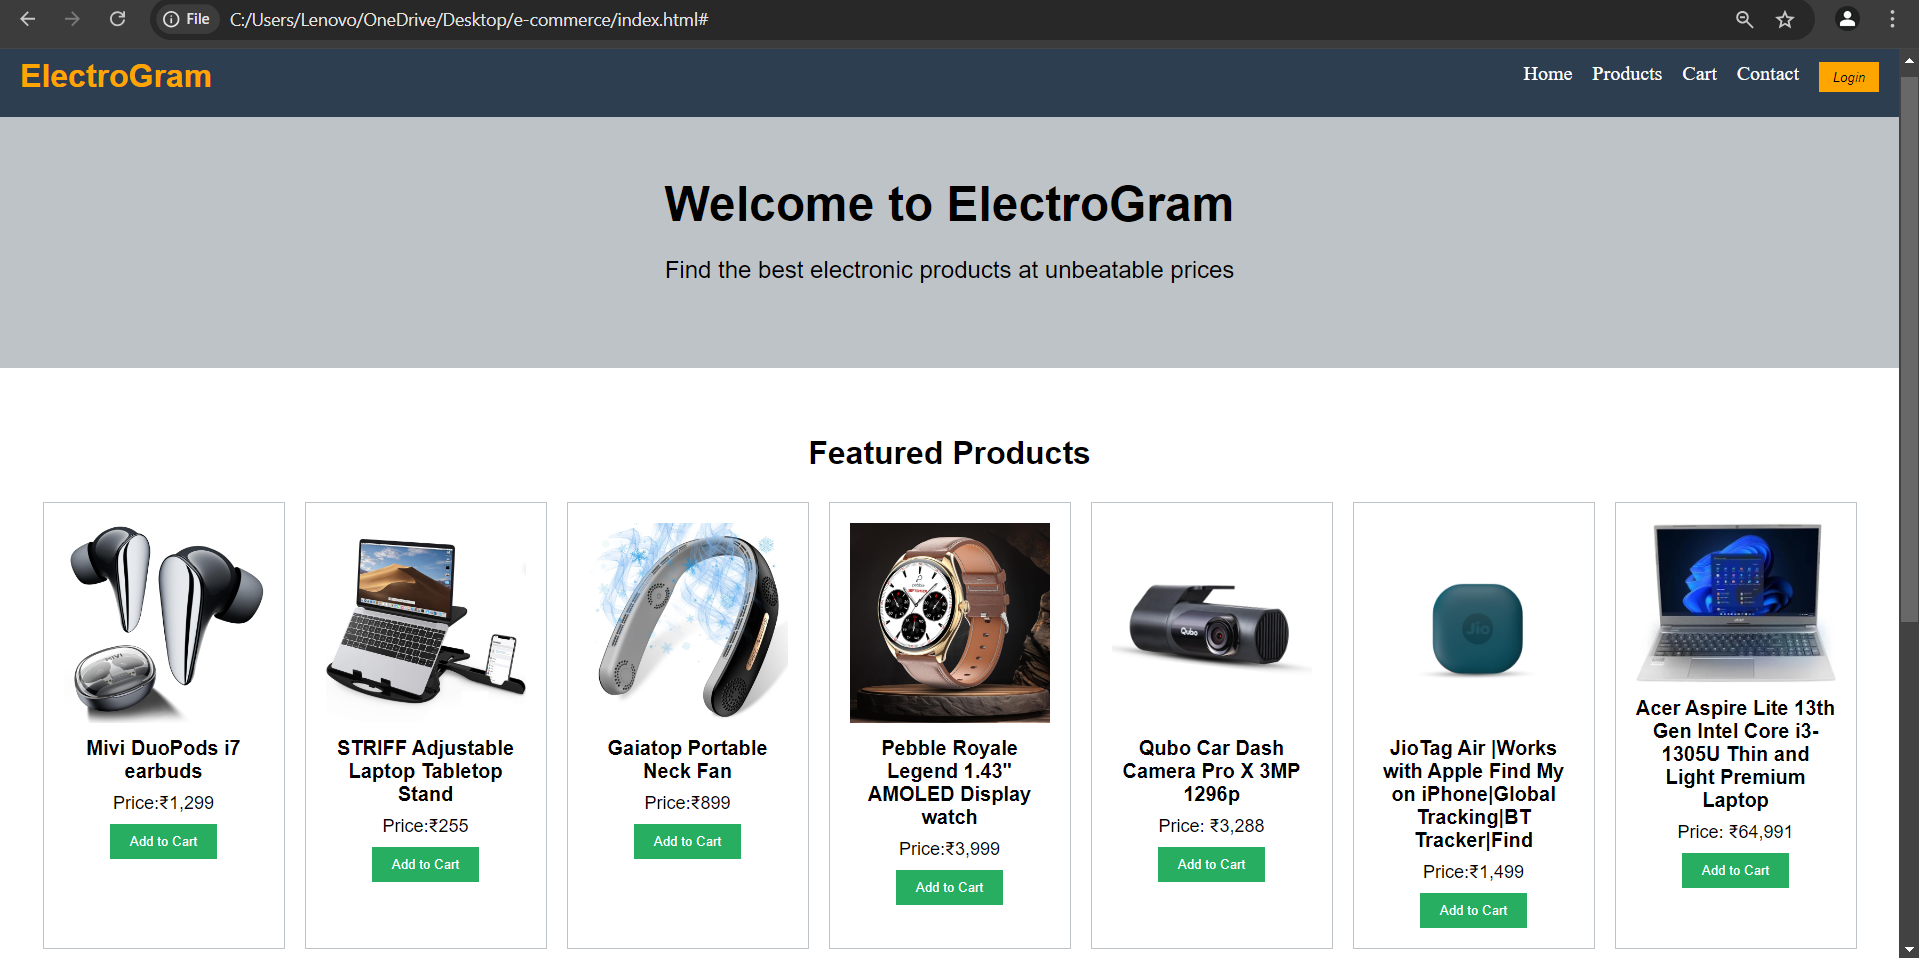 File C:/Users/Lenovo/OneDrive/Desktop/e-commerce/index.html#
ElectroGram
Home Products Cart Contact Login
Welcome to ElectroGram
Find the best electronic products at unbeatable prices
Featured Products
MIVI
Mivi DuoPods i7
earbuds
Price:₹1,299
Add to Cart
STRIFF Adjustable
Laptop Tabletop
Stand
Price:₹255
Add to Cart
Gaiatop Portable
Neck Fan
Price:₹899
Add to Cart
pebble
Pebble Royale
Legend 1.43"
AMOLED Display
watch
Price:₹3,999
Add to Cart
Qubo
Qubo Car Dash
Camera Pro X 3MP
1296p
Price: ₹3,288
Add to Cart
Jio
JioTag Air |Works
with Apple Find My
on iPhone|Global
Tracking|BT
Tracker|Find
Price:₹1,499
Add to Cart
acer
Acer Aspire Lite 13th
Gen Intel Core i3-
1305U Thin and
Light Premium
Laptop
Price: ₹64,991
Add to Cart